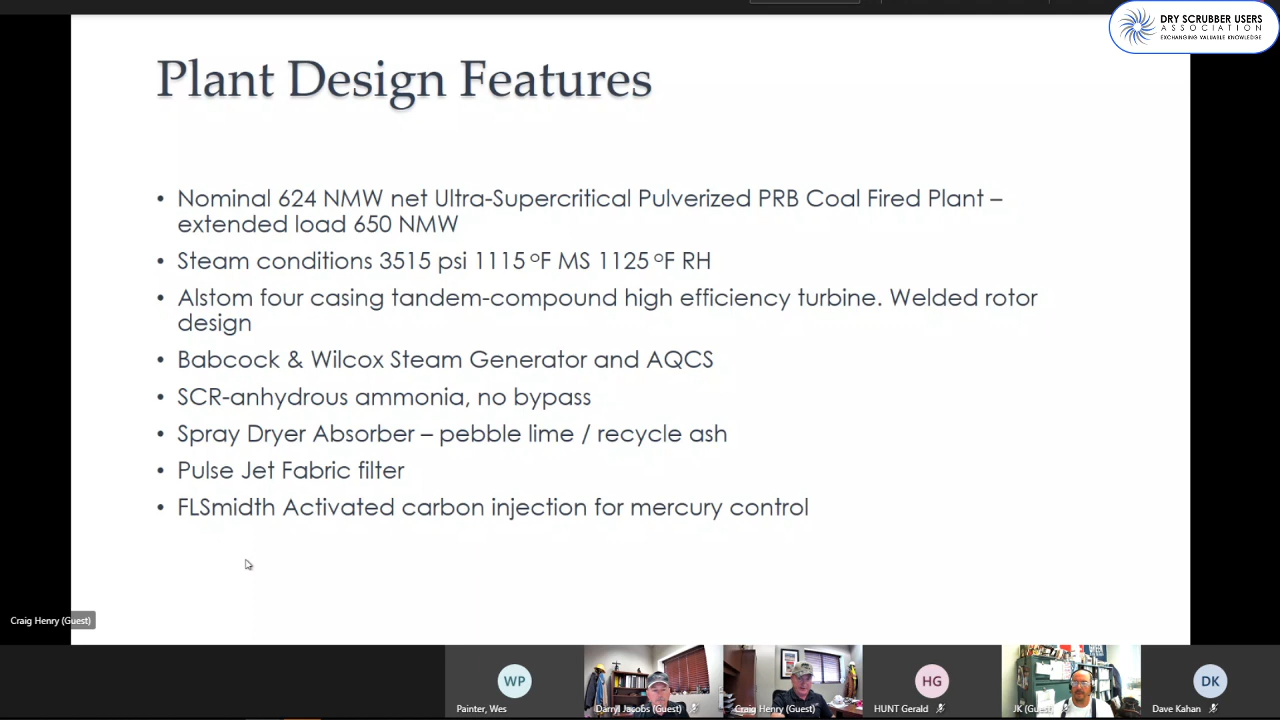 DRY SCRUBBER USERS
ASSOCIATION
EXCHANGING VALUABLE KNOWLEDGE
Plant Design Features
• Nominal 624 NMW net Ultra-Supercritical Pulverized PRB Coal Fired Plant –
extended load 650 NMW
• Steam conditions 3515 psi 1115 ºF MS 1125 ºF RH
• Alstom four casing tandem-compound high efficiency turbine. Welded rotor
design
• Babcock & Wilcox Steam Generator and AQCS
• SCR-anhydrous ammonia, no bypass
• Spray Dryer Absorber – pebble lime / recycle ash
• Pulse Jet Fabric filter
• FLSmidth Activated carbon injection for mercury control
Craig Henry (Guest)
WP
HG
DK
Painter, Wes
Darryl Jacobs (Guest)
Craig Henry (Guest)
HUNT Gerald
JK (Guest)
Dave Kahan